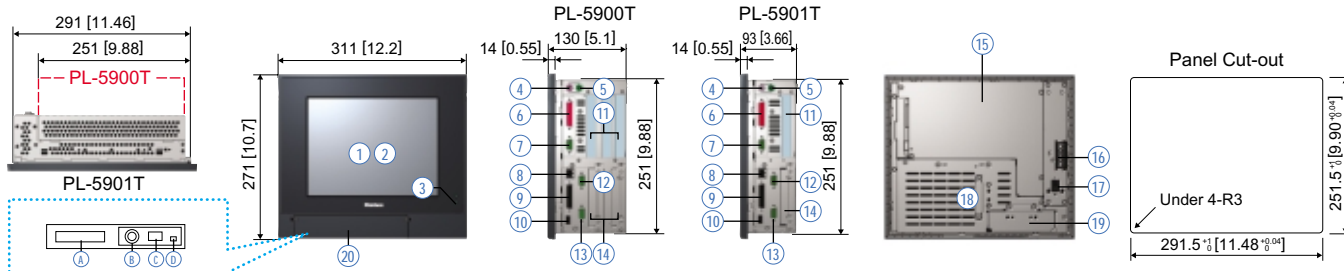 291 [11.46]
251 [9.88]
PL-5900T
PL-5901T
A B C D
311 [12.2]
271 [10.7]
1 2
3
20
PL-5900T
14 [0.55] 130 [5.1]
4 5
6 11
7
8
12
9
10
13 14
251 [9.88]
PL-5901T
14 [0.55] 93 [3.66]
4 5
6 11
7
8
12
9
14
10
13
251 [9.88]
15
16
17
18
19
Panel Cut-out
Under 4-R3
251.5 +1 0 [9.90 +0.04 0]
291.5 +1 0 [11.48 +0.04 0]